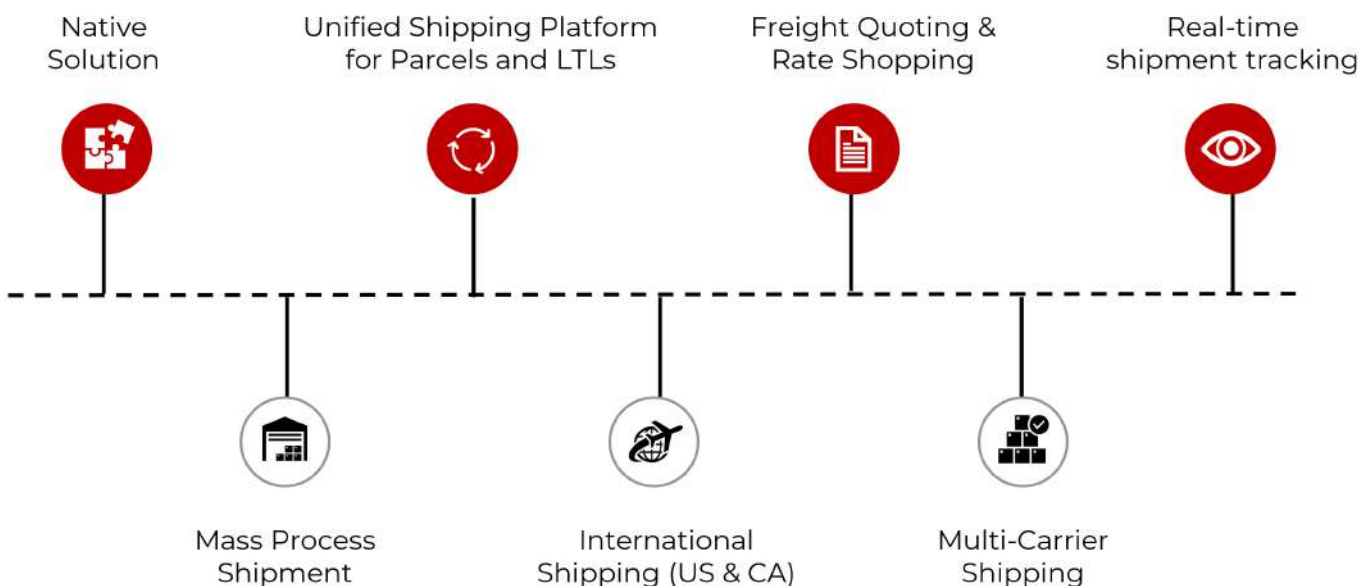 Native
Solution
Unified Shipping Platform
for Parcels and LTLs
Freight Quoting &
Rate Shopping
Real-time
shipment tracking
Mass Process
Shipment
International
Shipping (US & CA)
Multi-Carrier
Shipping